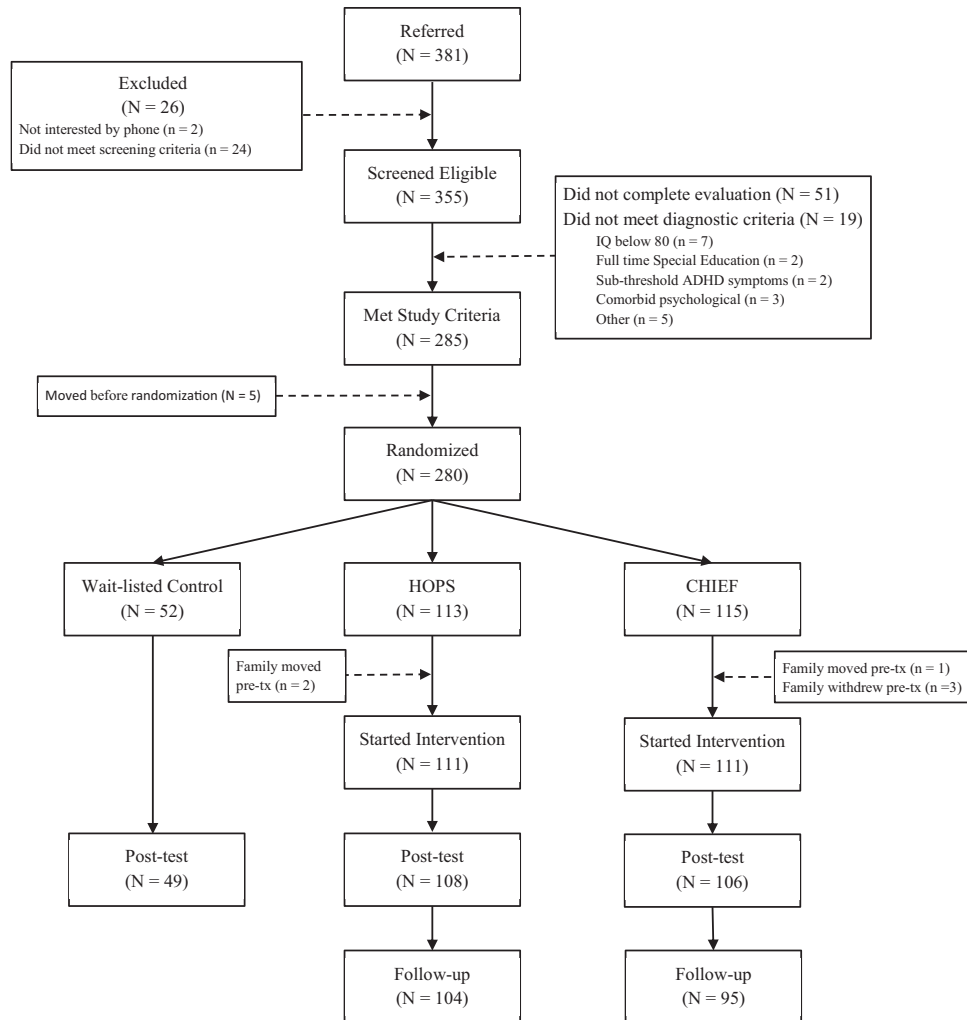 Referred
(N = 381)
Excluded
(N = 26)
Not interested by phone (n = 2)
Did not meet screening criteria (n = 24)
Screened Eligible
(N = 355)
Did not complete evaluation (N = 51)
Did not meet diagnostic criteria (N = 19)
IQ below 80 (n = 7)
Full time Special Education (n = 2)
Sub-threshold ADHD symptoms (n = 2)
Comorbid psychological (n = 3)
Other (n = 5)
Met Study Criteria
(N = 285)
Moved before randomization (N = 5)
Randomized
(N = 280)
Wait-listed Control
(N = 52)
HOPS
(N = 113)
CHIEF
(N = 115)
Family moved
pre-tx (n = 2)
Family moved pre-tx (n = 1)
Family withdrew pre-tx (n =3)
Started Intervention
(N = 111)
Started Intervention
(N = 111)
Post-test
(N = 49)
Post-test
(N = 108)
Post-test
(N = 106)
Follow-up
(N = 104)
Follow-up
(N = 95)